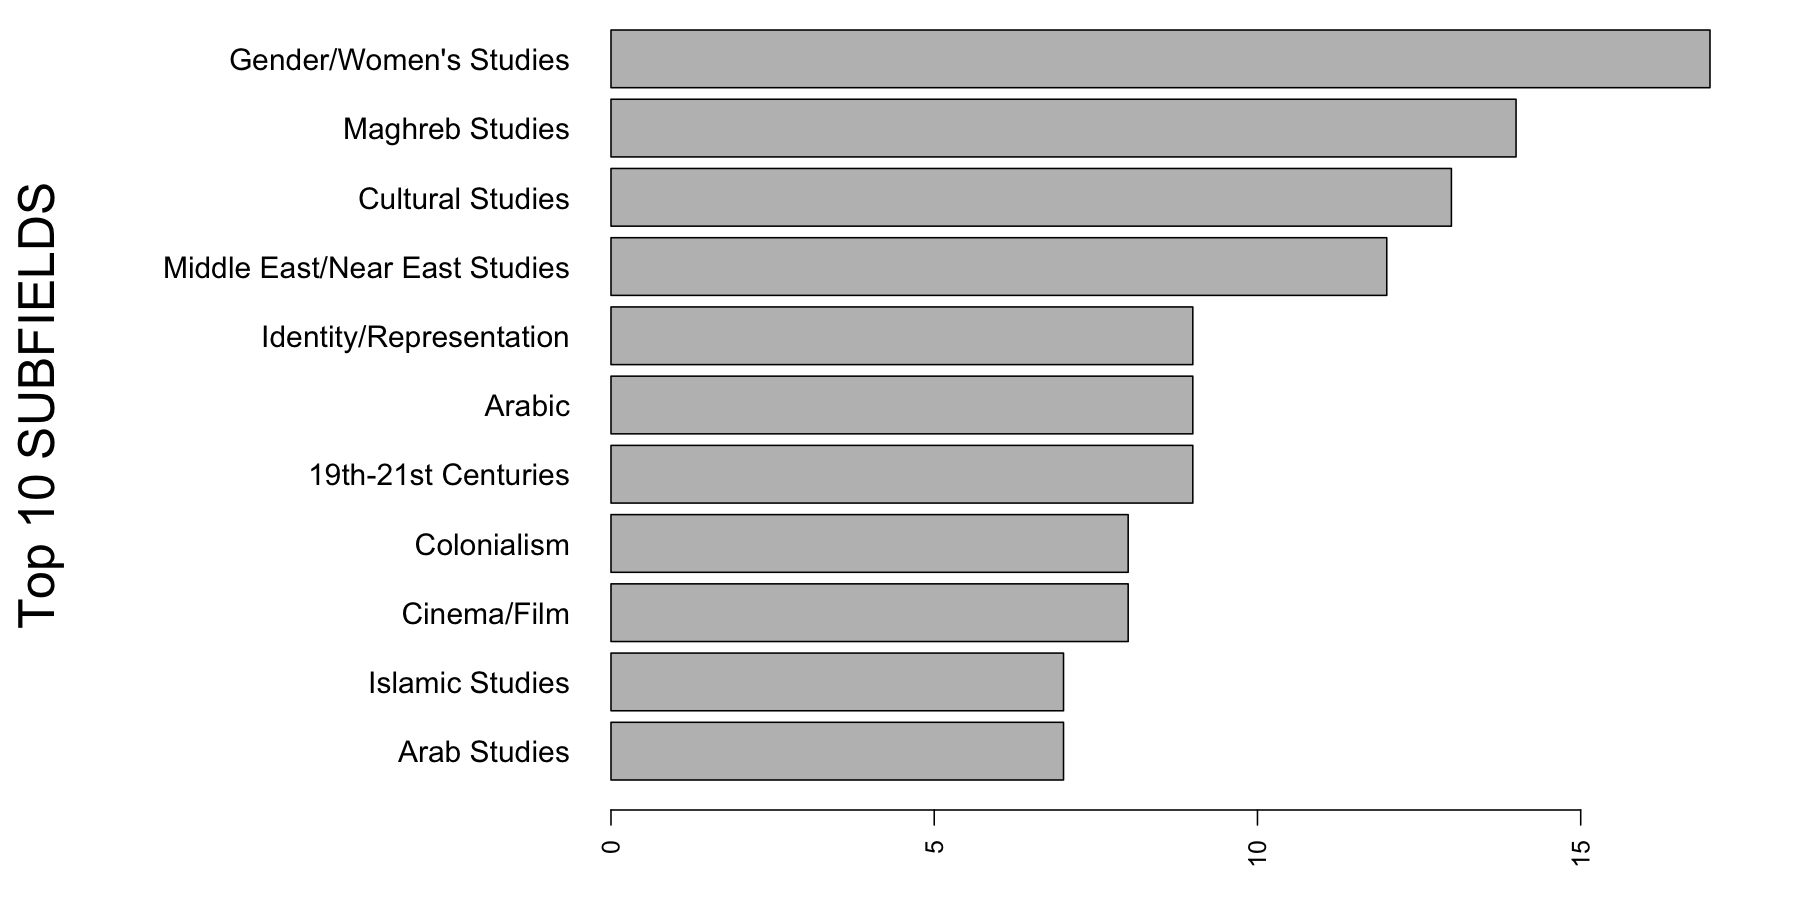 Top 10 SUBFIELDS
Gender/Women's Studies
Maghreb Studies
Cultural Studies
Middle East/Near East Studies
Identity/Representation
Arabic
19th-21st Centuries
Colonialism
Cinema/Film
Islamic Studies
Arab Studies
0
5
10
15